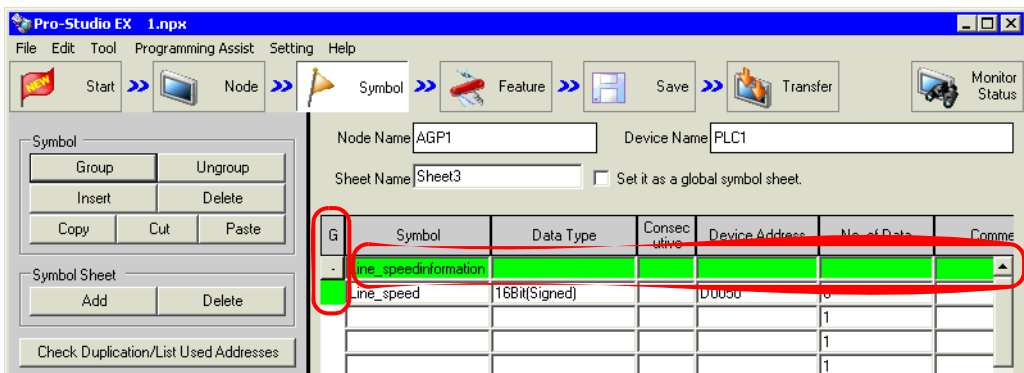 Pro-Studio EX 1.npx
File Edit Tool Programming Assist Setting Help
NEW Start Node Symbol Feature Save Transfer Monitor Status
Symbol
Group Ungroup
Insert Delete
Copy Cut Paste
Symbol Sheet
Add Delete
Check Duplication/List Used Addresses
Node Name AGP1 Device Name PLC1
Sheet Name Sheet3 Set it as a global symbol sheet.
G Symbol Data Type Consecutive Device Address No. of Data Comme
- Line_speedinformation
Line_speed 16Bit(Signed) D0050
1
1
1